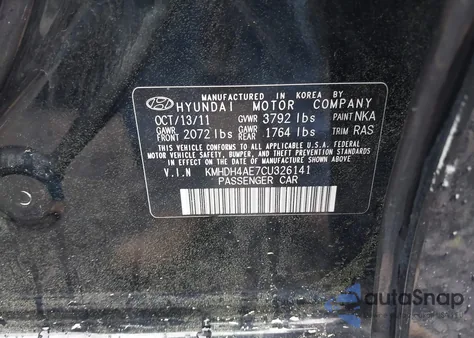 MANUFACTURED IN KOREA BY
HYUNDAI MOTOR COMPANY
OCT/13/11 GVWR 3792 lbs PAINT NKA
GAWR FRONT 2072 lbs GAWR REAR 1764 lbs TRIM RAS
THIS VEHICLE CONFORMS TO ALL APPLICABLE U.S.A FEDERAL
MOTOR VEHICLE SAFETY, BUMPER, AND THEFT PREVENTION STANDARDS
IN EFFECT ON THE DATE OF MANUFACTURE SHOWN ABOVE.
V.I.N KMHDH4AE7CU326141
PASSENGER CAR
autoSnap